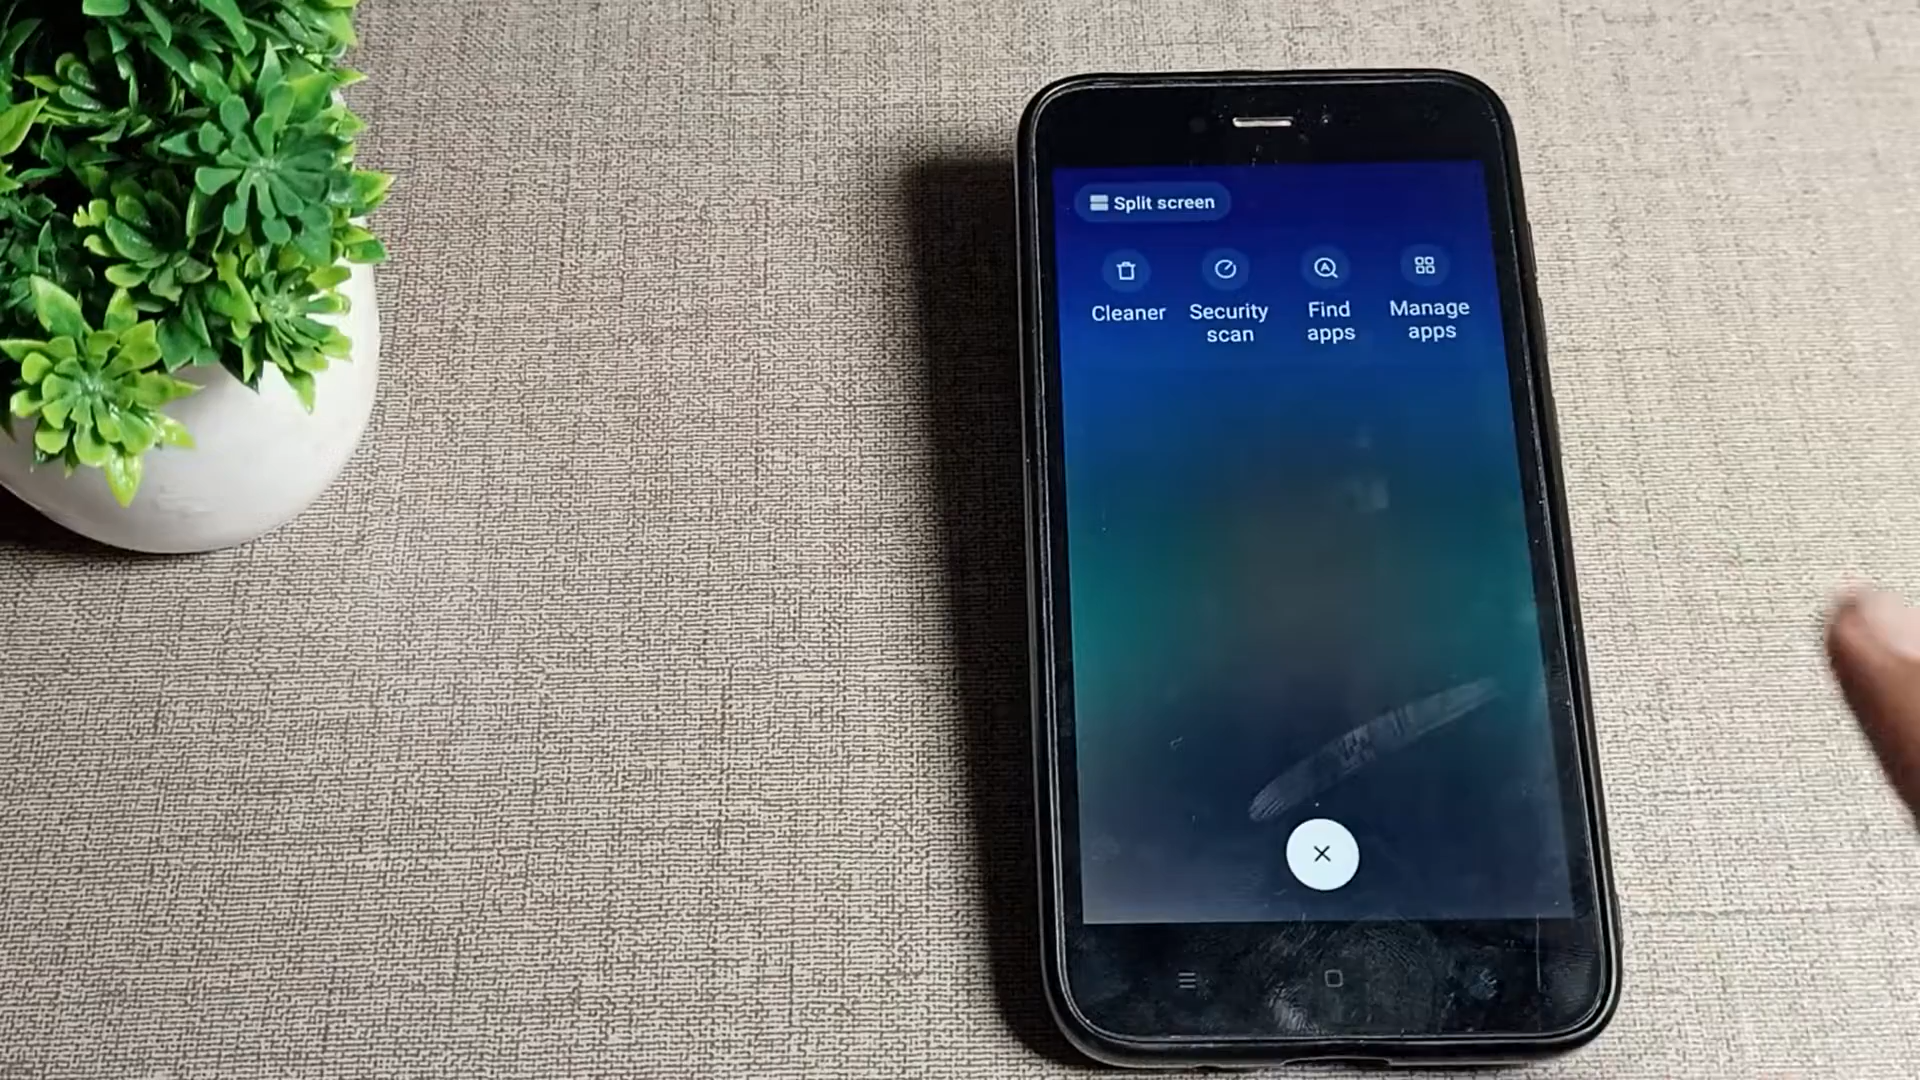 Split screen
Cleaner
Security
scan
Find
apps
Manage
apps